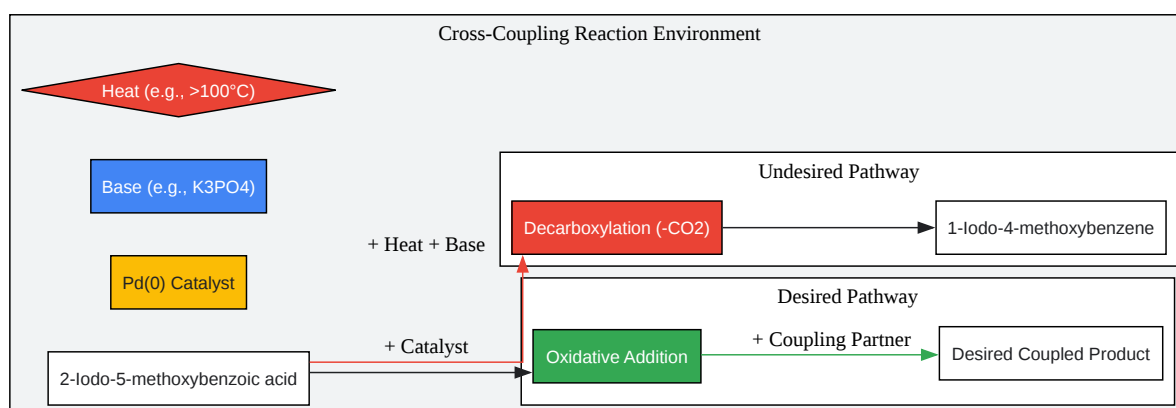 Cross-Coupling Reaction Environment
Heat (e.g., >100°C)
Base (e.g., K3PO4)
Pd(0) Catalyst
2-Iodo-5-methoxybenzoic acid
+ Heat + Base
+ Catalyst
Undesired Pathway
Decarboxylation (-CO2)
1-Iodo-4-methoxybenzene
Desired Pathway
Oxidative Addition
+ Coupling Partner
Desired Coupled Product